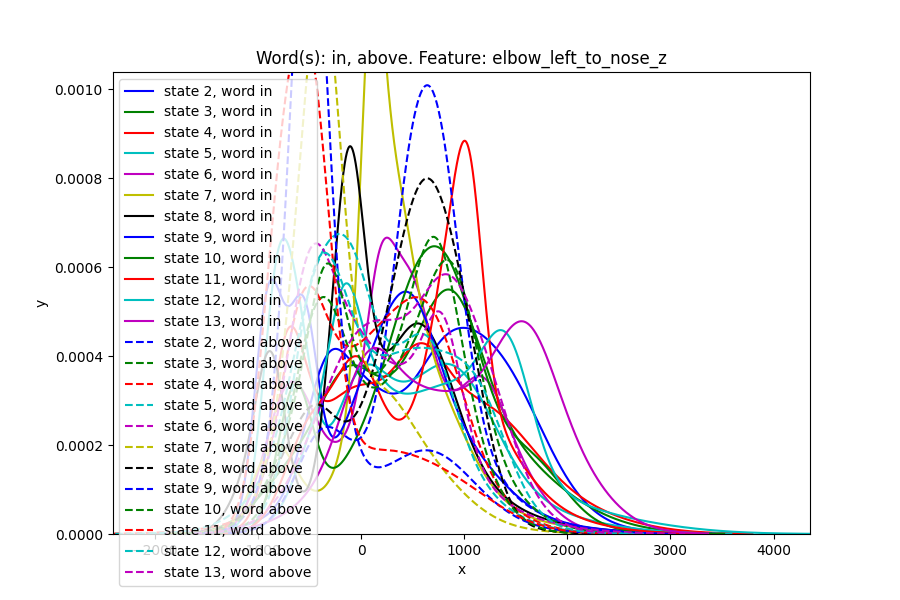 Word(s): in, above. Feature: elbow_left_to_nose_z
0.0010
0.0008
0.0006
0.0004
0.0002
0.0000
y
state 2, word in
state 3, word in
state 4, word in
state 5, word in
state 6, word in
state 7, word in
state 8, word in
state 9, word in
state 10, word in
state 11, word in
state 12, word in
state 13, word in
state 2, word above
state 3, word above
state 4, word above
state 5, word above
state 6, word above
state 7, word above
state 8, word above
state 9, word above
state 10, word above
state 11, word above
state 12, word above
state 13, word above
0 1000 2000 3000 4000
x